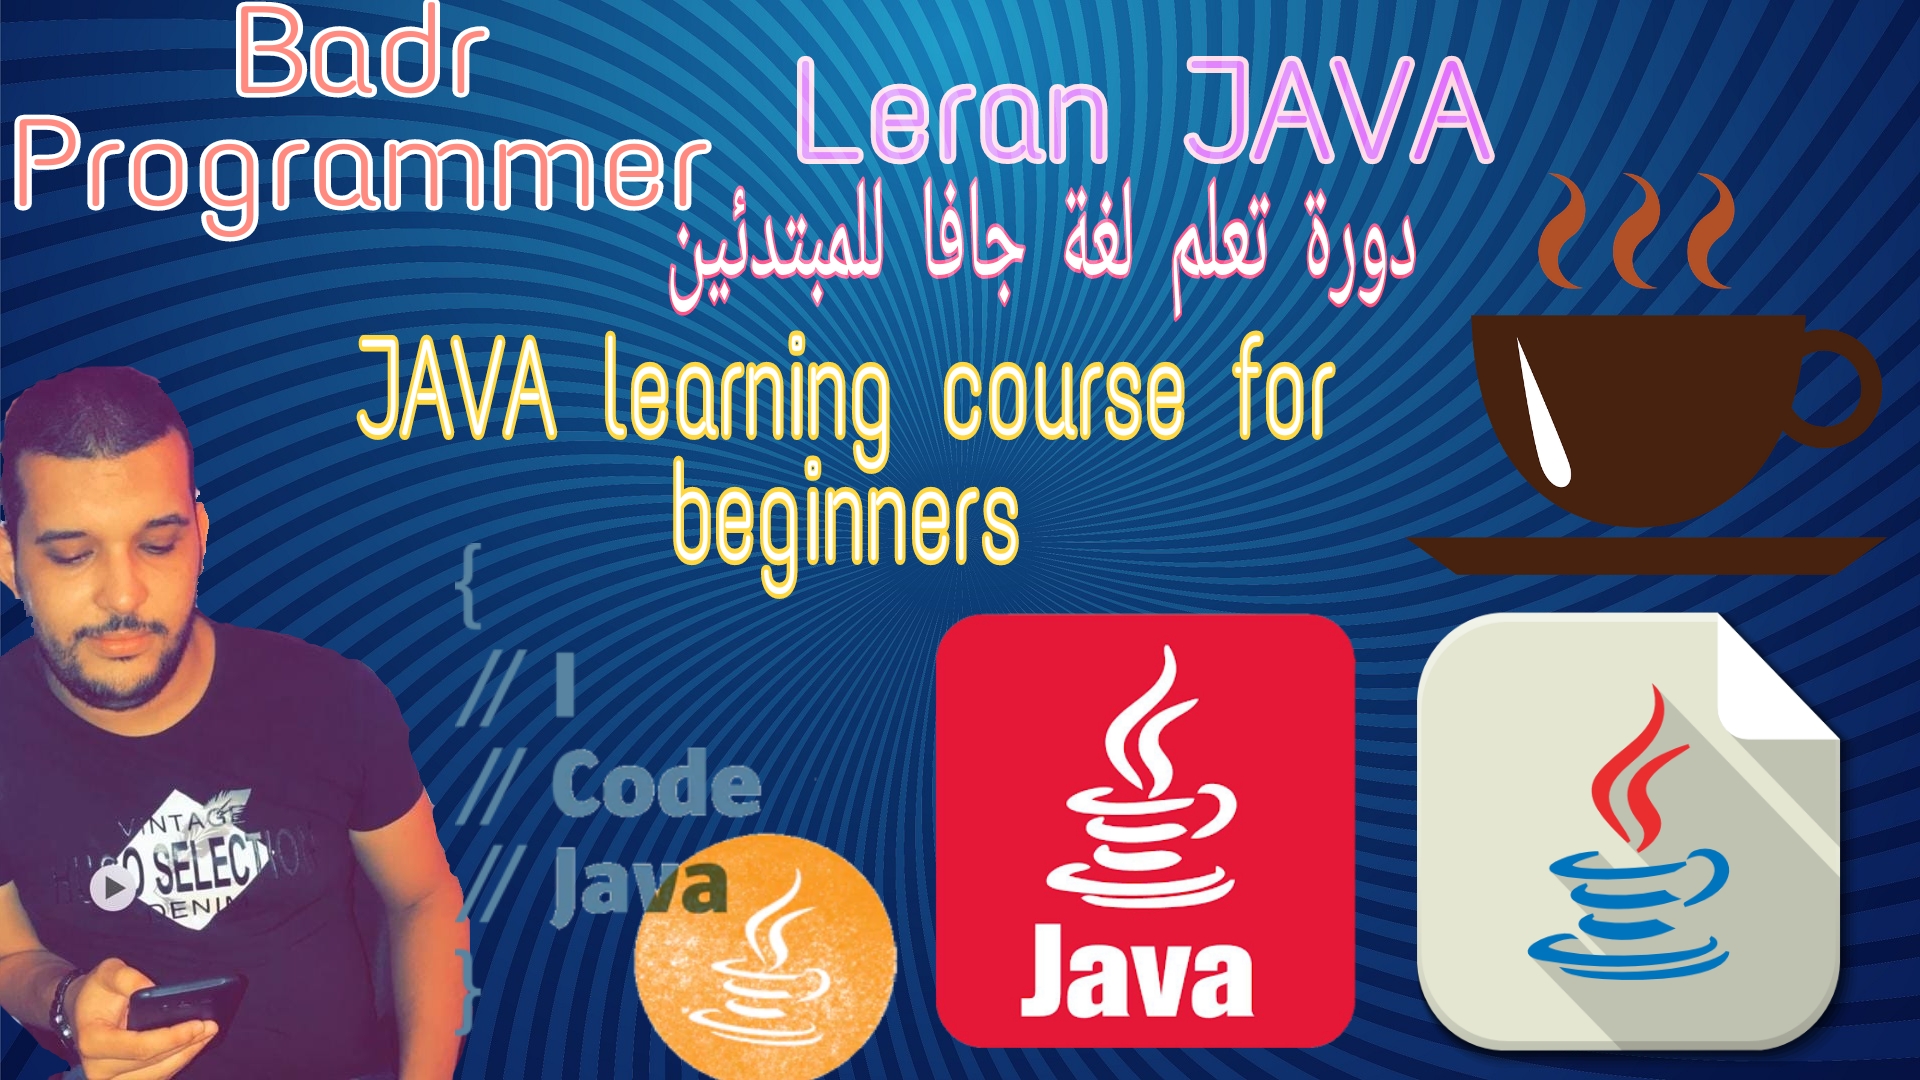 Badr
Programmer
Leran JAVA
دورة تعلم لغة جافا للمبتدئين
JAVA learning course for
beginners
{
// I
// Code
// Java
}
VINTAGE
SELECTION
DENIM
Java